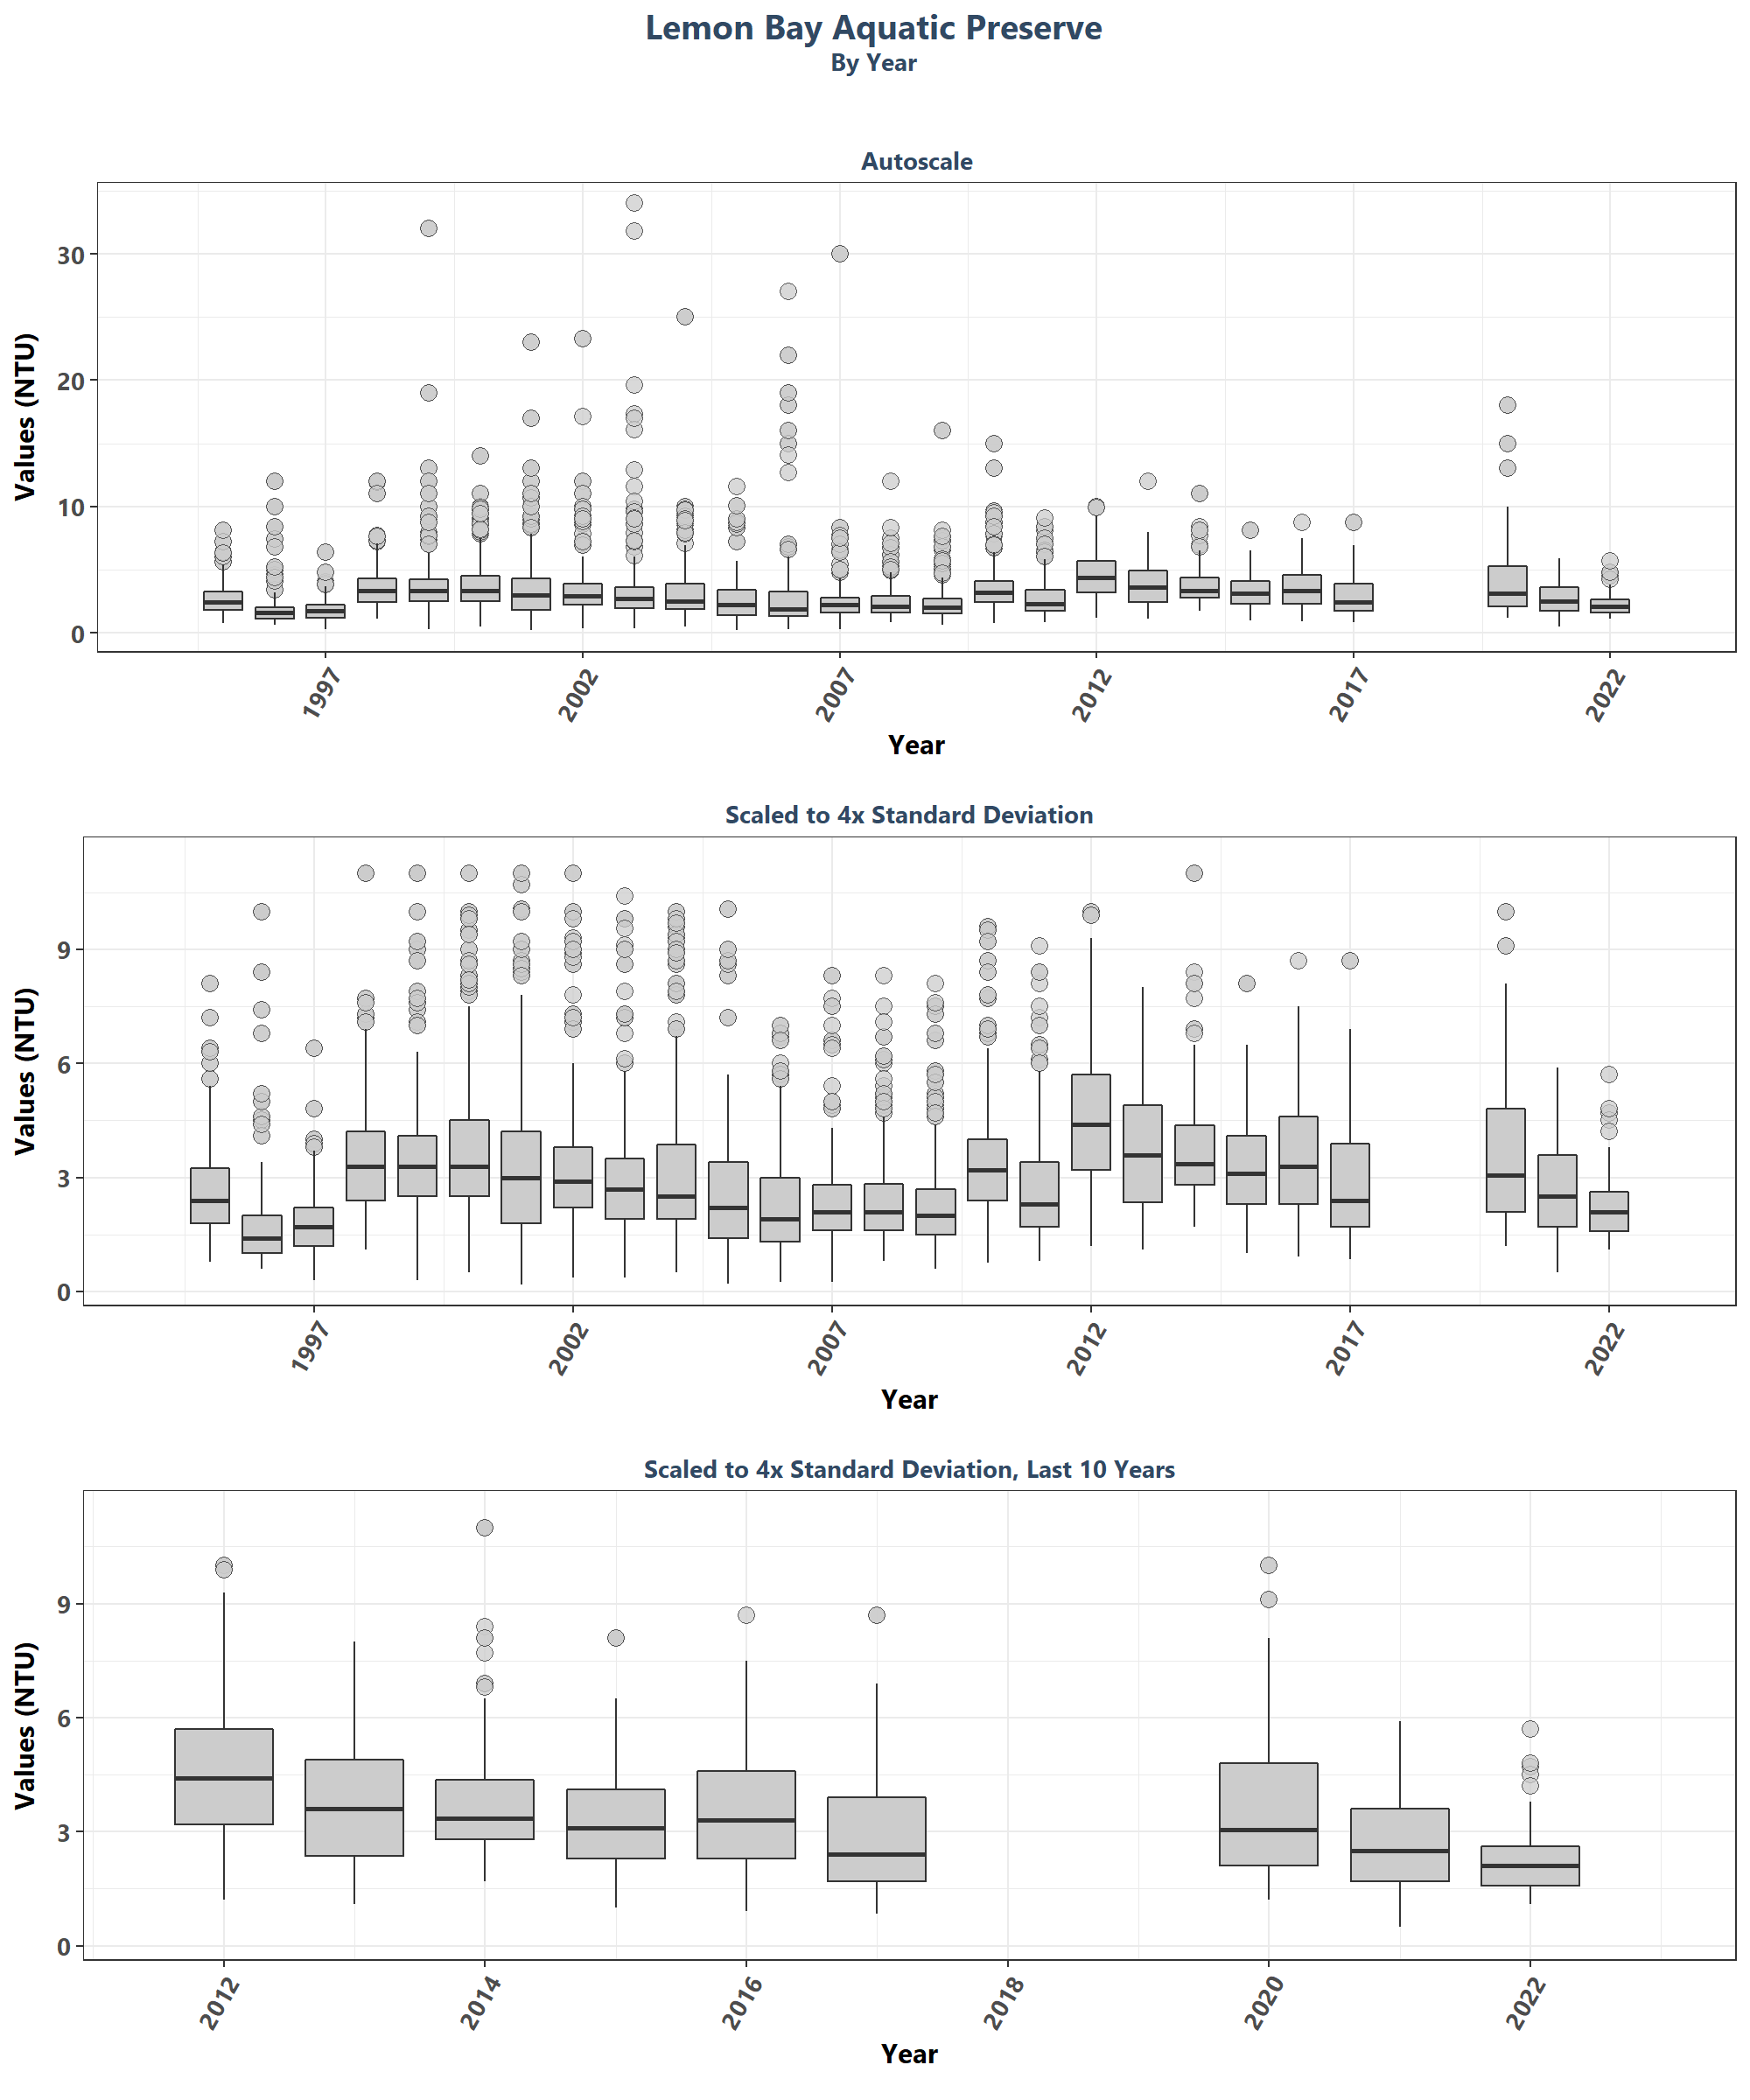 Lemon Bay Aquatic Preserve
By Year
Autoscale
Values (NTU)
30
20
10
0
1997
2002
2007
2012
2017
2022
Year
Scaled to 4x Standard Deviation
Values (NTU)
9
6
3
0
1997
2002
2007
2012
2017
2022
Year
Scaled to 4x Standard Deviation, Last 10 Years
Values (NTU)
9
6
3
0
2012
2014
2016
2018
2020
2022
Year